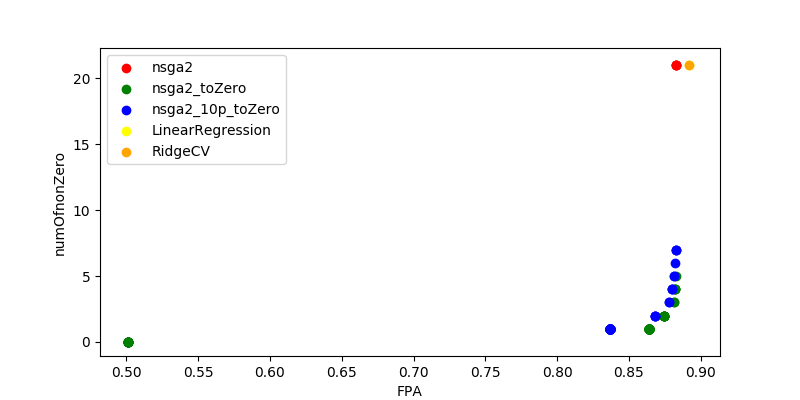 20
15
10
5
0
numOfnonZero
nsga2
nsga2_toZero
nsga2_10p_toZero
LinearRegression
RidgeCV
0.50 0.55 0.60 0.65 0.70 0.75 0.80 0.85 0.90
FPA